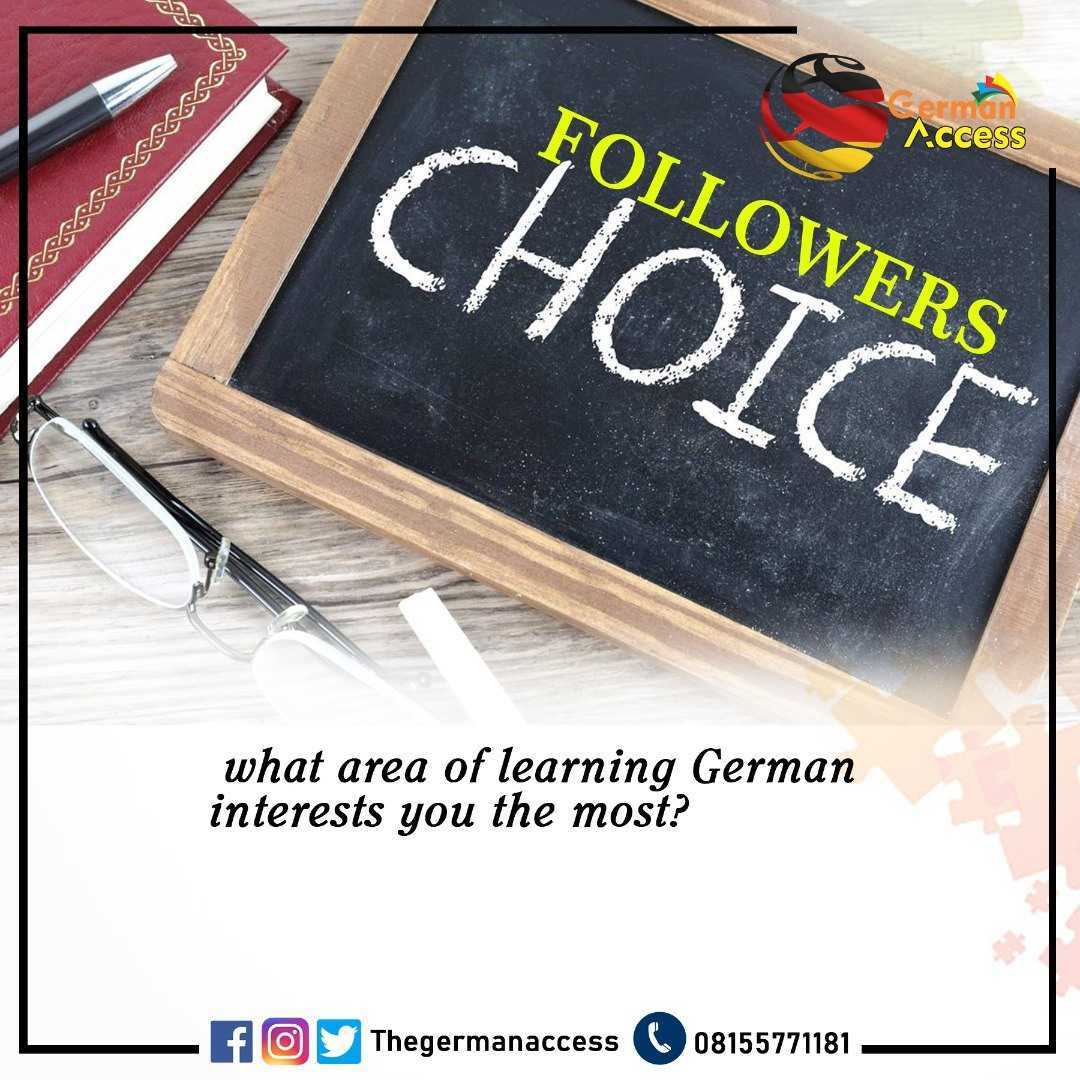 German
Access
FOLLOWERS
CHOICE
what area of learning German
interests you the most?
Thegermanaccess 08155771181